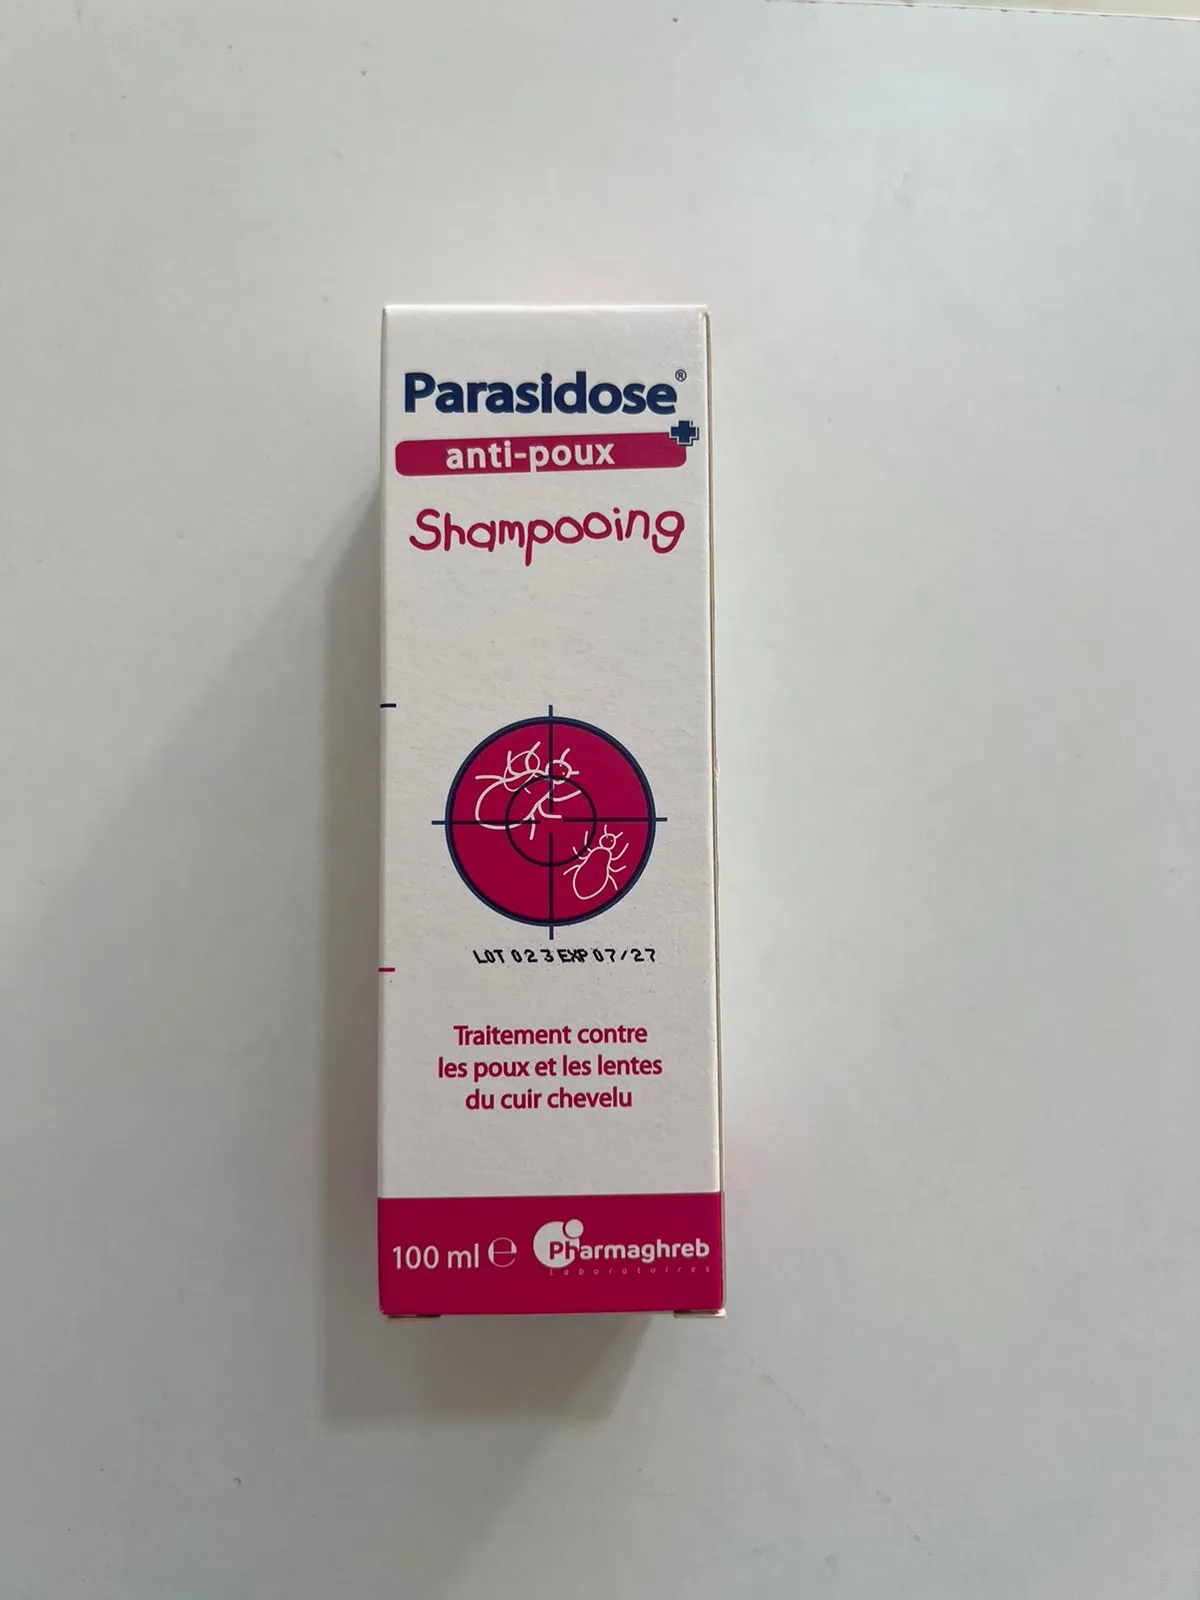 Parasidose®
anti-poux
Shampooing
LOT 023 EXP 07/27
Traitement contre
les poux et les lentes
du cuir chevelu
100 ml ℮
Pharmaghreb
Laboratoires